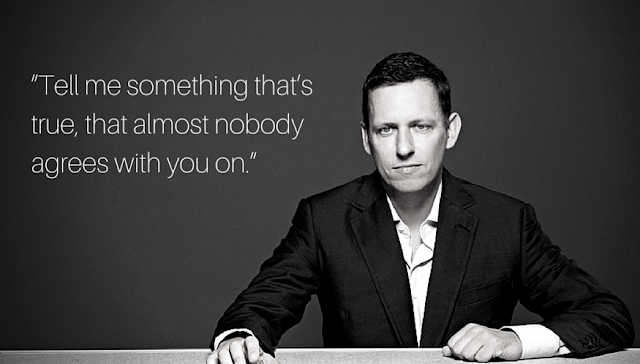 "Tell me something that's
true, that almost nobody
agrees with you on."